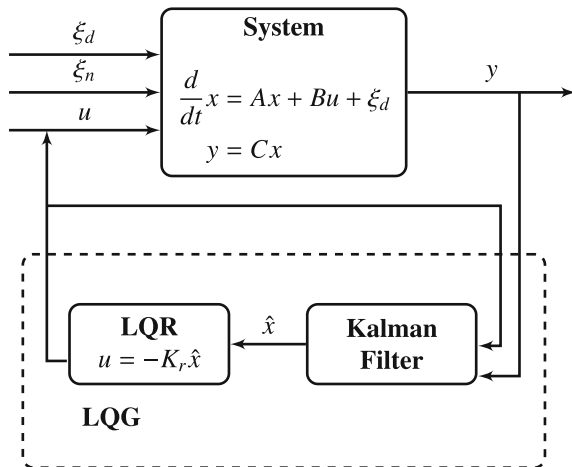 ξ_d
ξ_n
u
System
d/dt x = Ax + Bu + ξ_d
y = Cx
y
LQR
u = −K_r x̂
x̂
Kalman
Filter
LQG